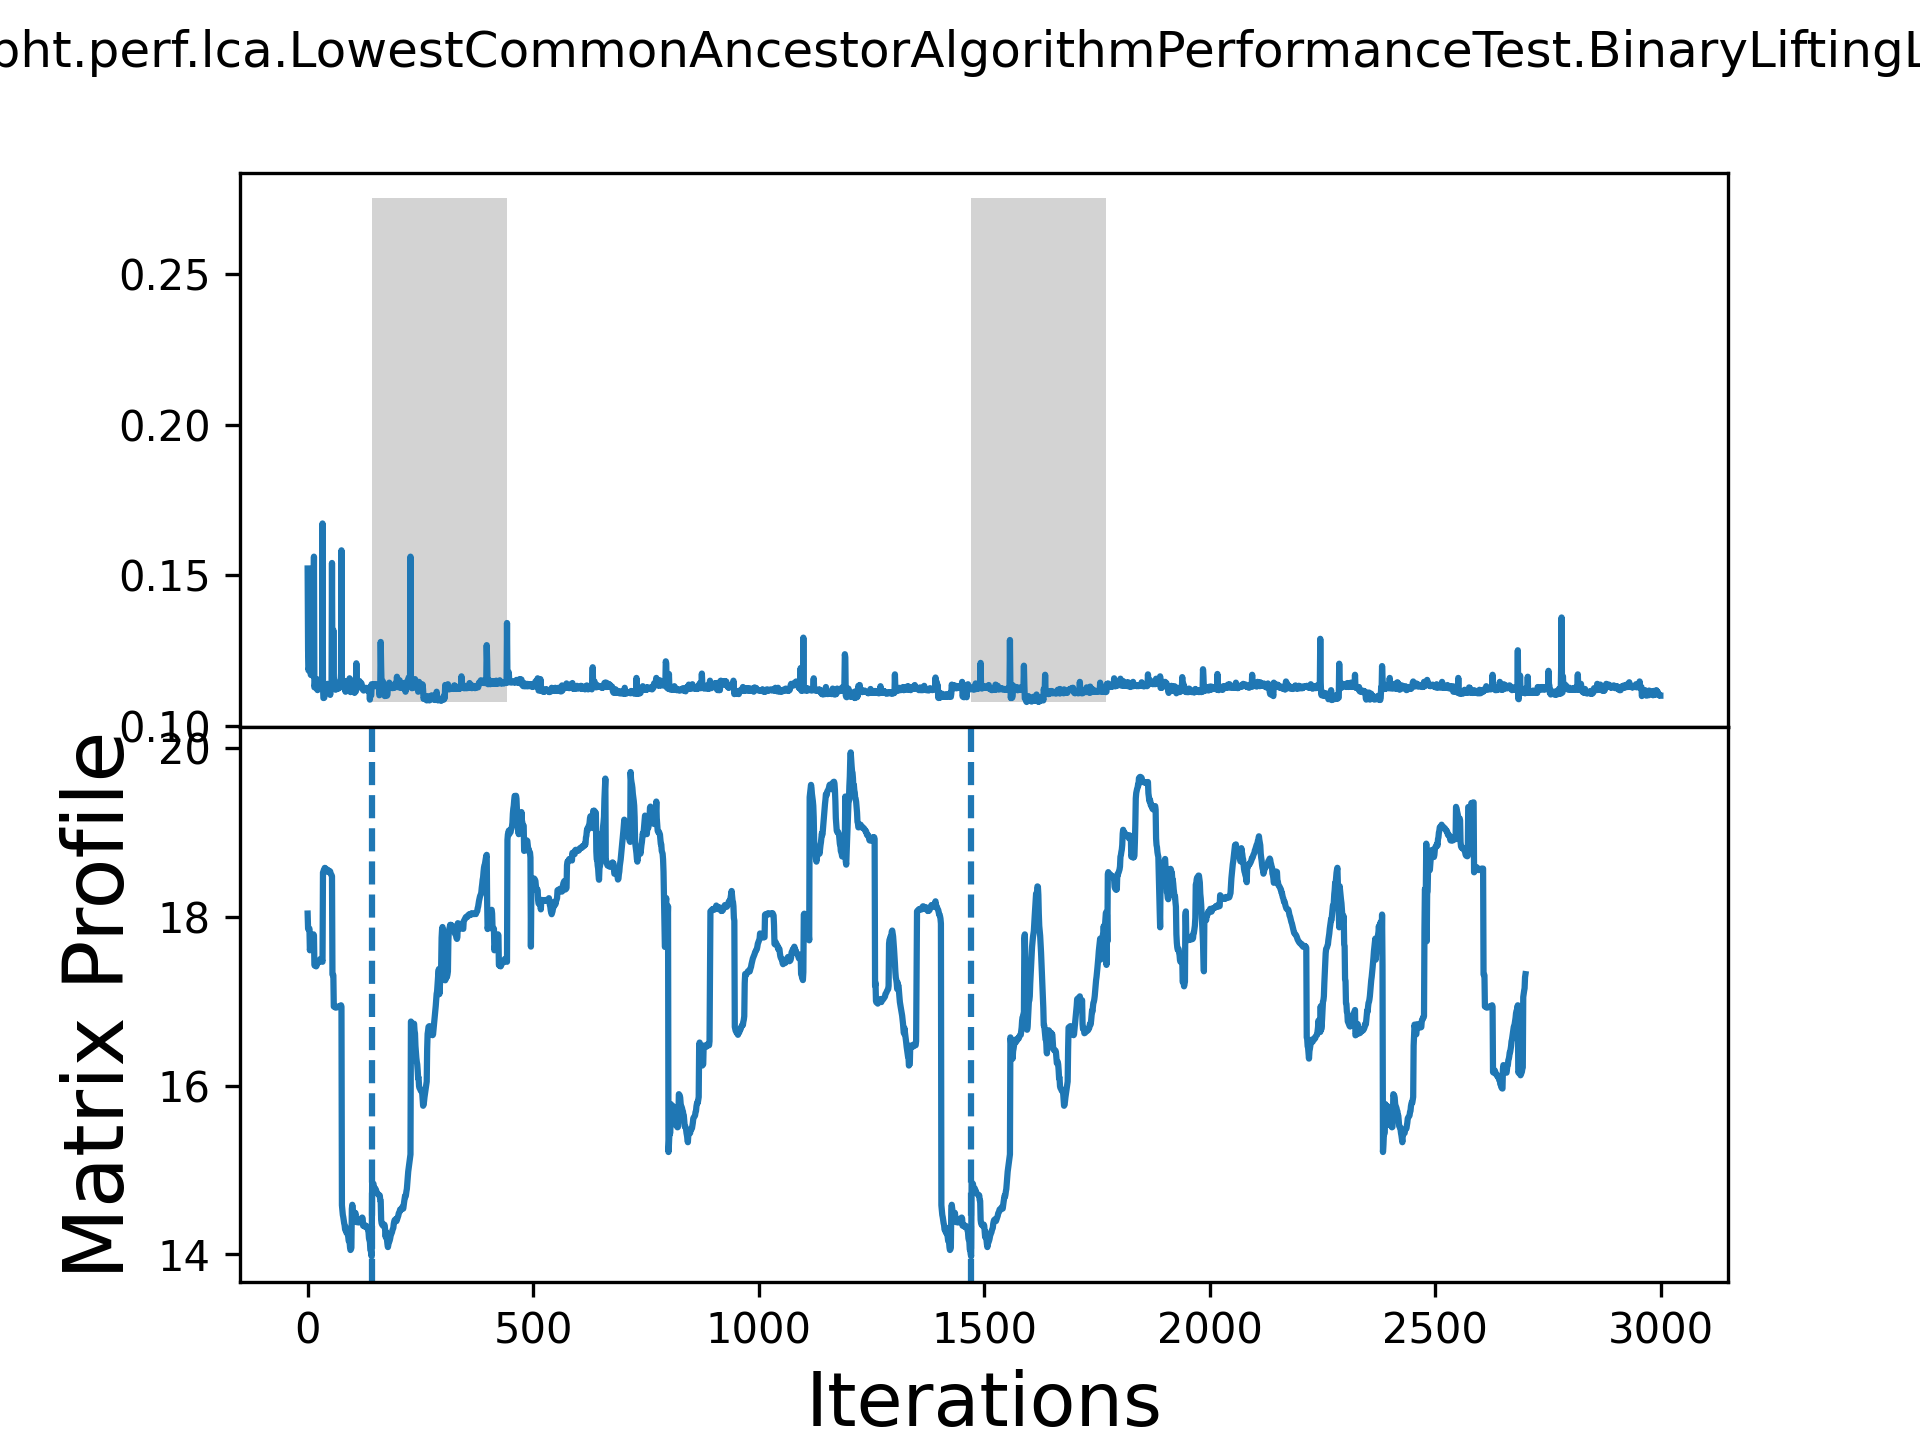 pht.perf.lca.LowestCommonAncestorAlgorithmPerformanceTest.BinaryLiftingL
0.25
0.20
0.15
0.10
Matrix Profile
20
18
16
14
0 500 1000 1500 2000 2500 3000
Iterations